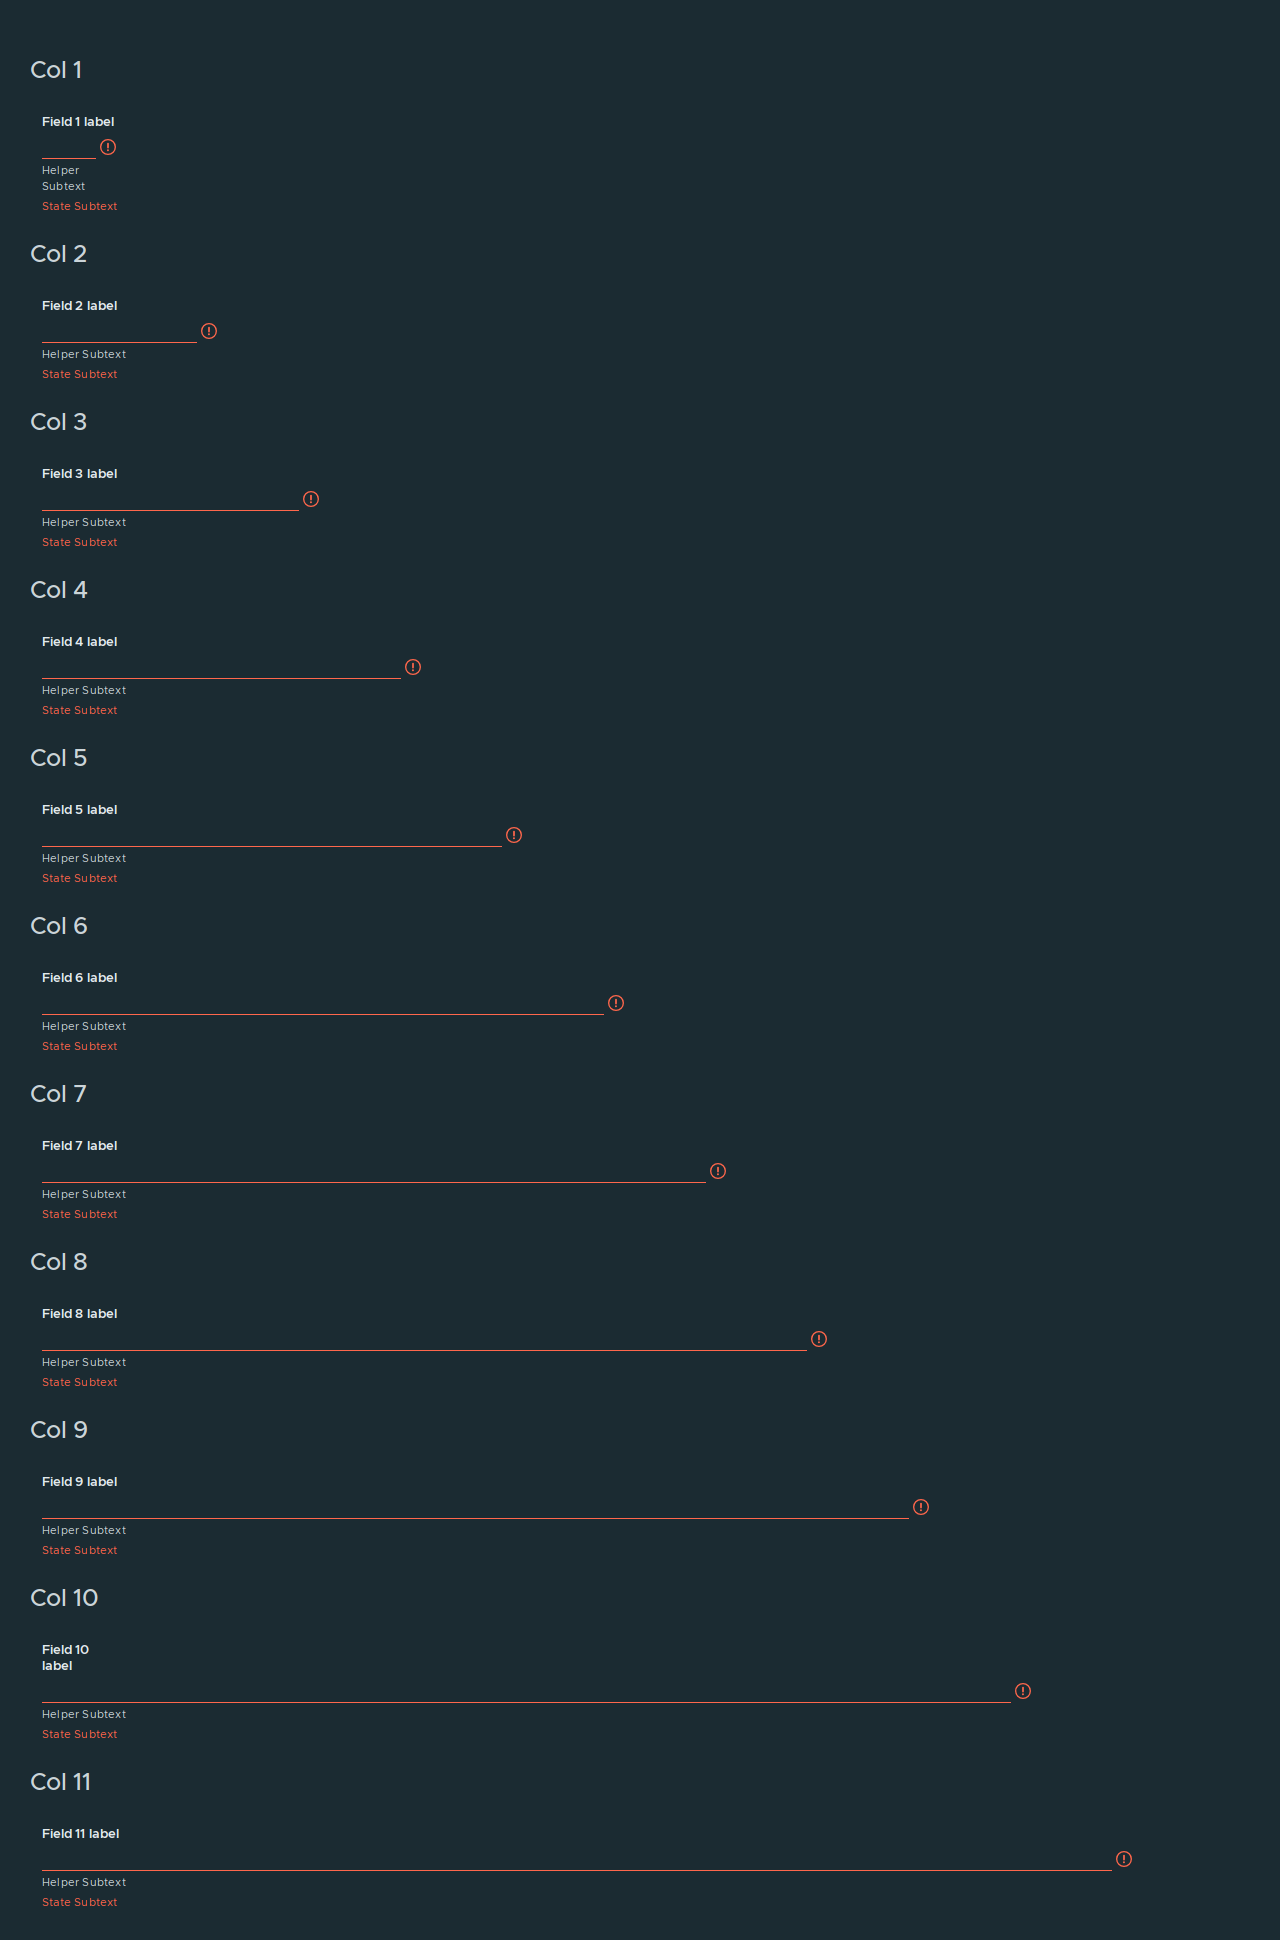 Col 1
Field 1 label
Helper
Subtext
State Subtext
Col 2
Field 2 label
Helper Subtext
State Subtext
Col 3
Field 3 label
Helper Subtext
State Subtext
Col 4
Field 4 label
Helper Subtext
State Subtext
Col 5
Field 5 label
Helper Subtext
State Subtext
Col 6
Field 6 label
Helper Subtext
State Subtext
Col 7
Field 7 label
Helper Subtext
State Subtext
Col 8
Field 8 label
Helper Subtext
State Subtext
Col 9
Field 9 label
Helper Subtext
State Subtext
Col 10
Field 10
label
Helper Subtext
State Subtext
Col 11
Field 11 label
Helper Subtext
State Subtext